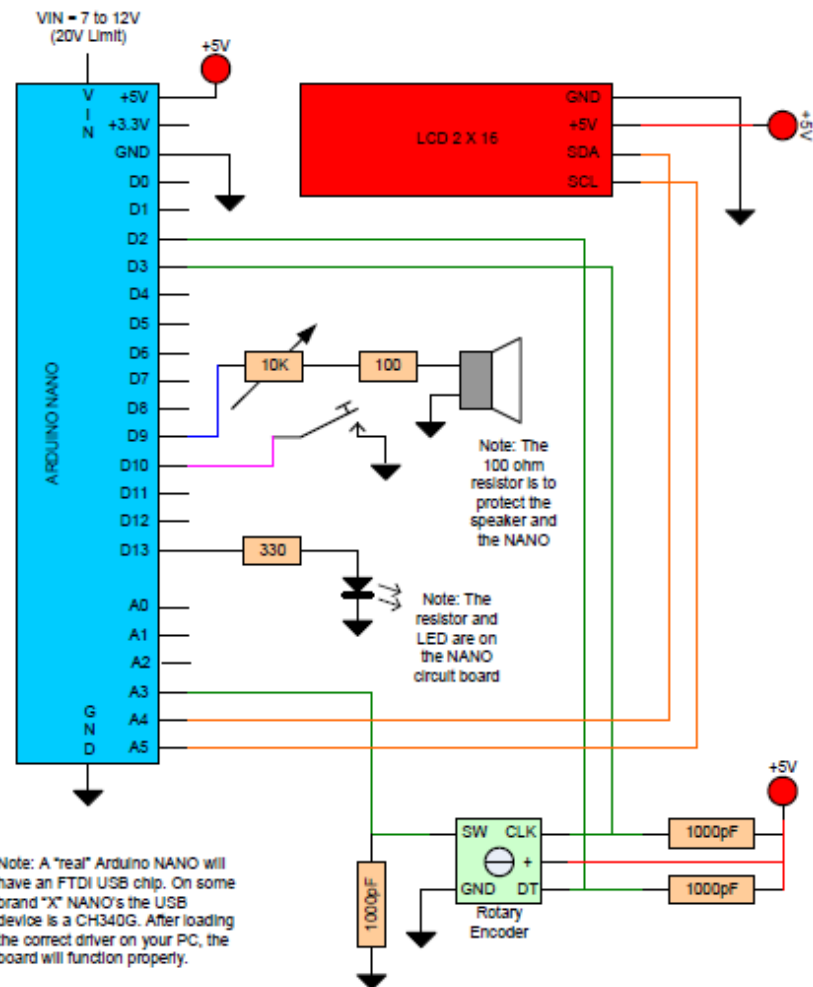 VIN = 7 to 12V
(20V Limit)
+5V
V
I
N
+5V
+3.3V
GND
D0
D1
D2
D3
D4
D5
D6
D7
D8
D9
D10
D11
D12
D13
A0
A1
A2
A3
A4
A5
G
N
D
ARDUINO NANO
LCD 2 X 16
GND
+5V
SDA
SCL
+5V
10K
100
Note: The
100 ohm
resistor is to
protect the
speaker and
the NANO
330
Note: The
resistor and
LED are on
the NANO
circuit board
+5V
SW CLK
+
GND DT
Rotary
Encoder
1000pF
1000pF
1000pF
Note: A "real" Arduino NANO will
have an FTDI USB chip. On some
brand "X" NANO's the USB
device is a CH340G. After loading
the correct driver on your PC, the
board will function properly.